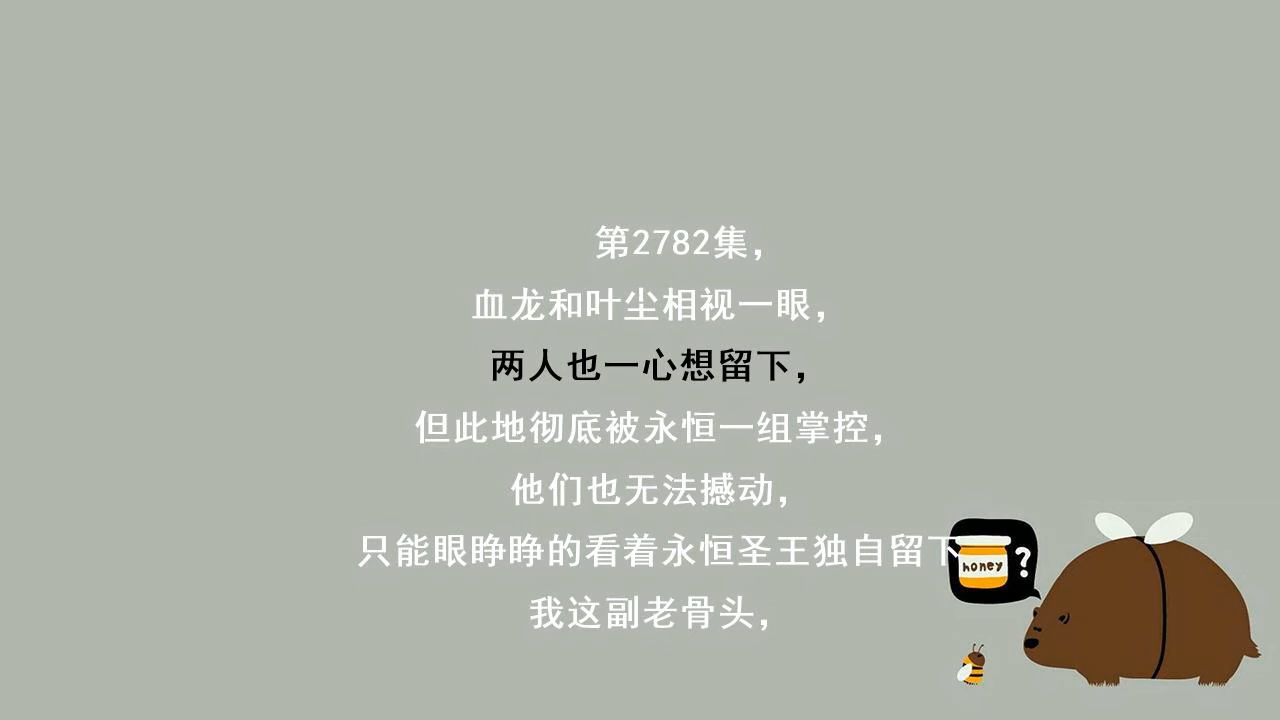 第2782集，
血龙和叶尘相视一眼，
两人也一心想留下，
但此地彻底被永恒一组掌控，
他们也无法撼动，
只能眼睁睁的看着永恒圣王独自留下
我这副老骨头，
honey
?